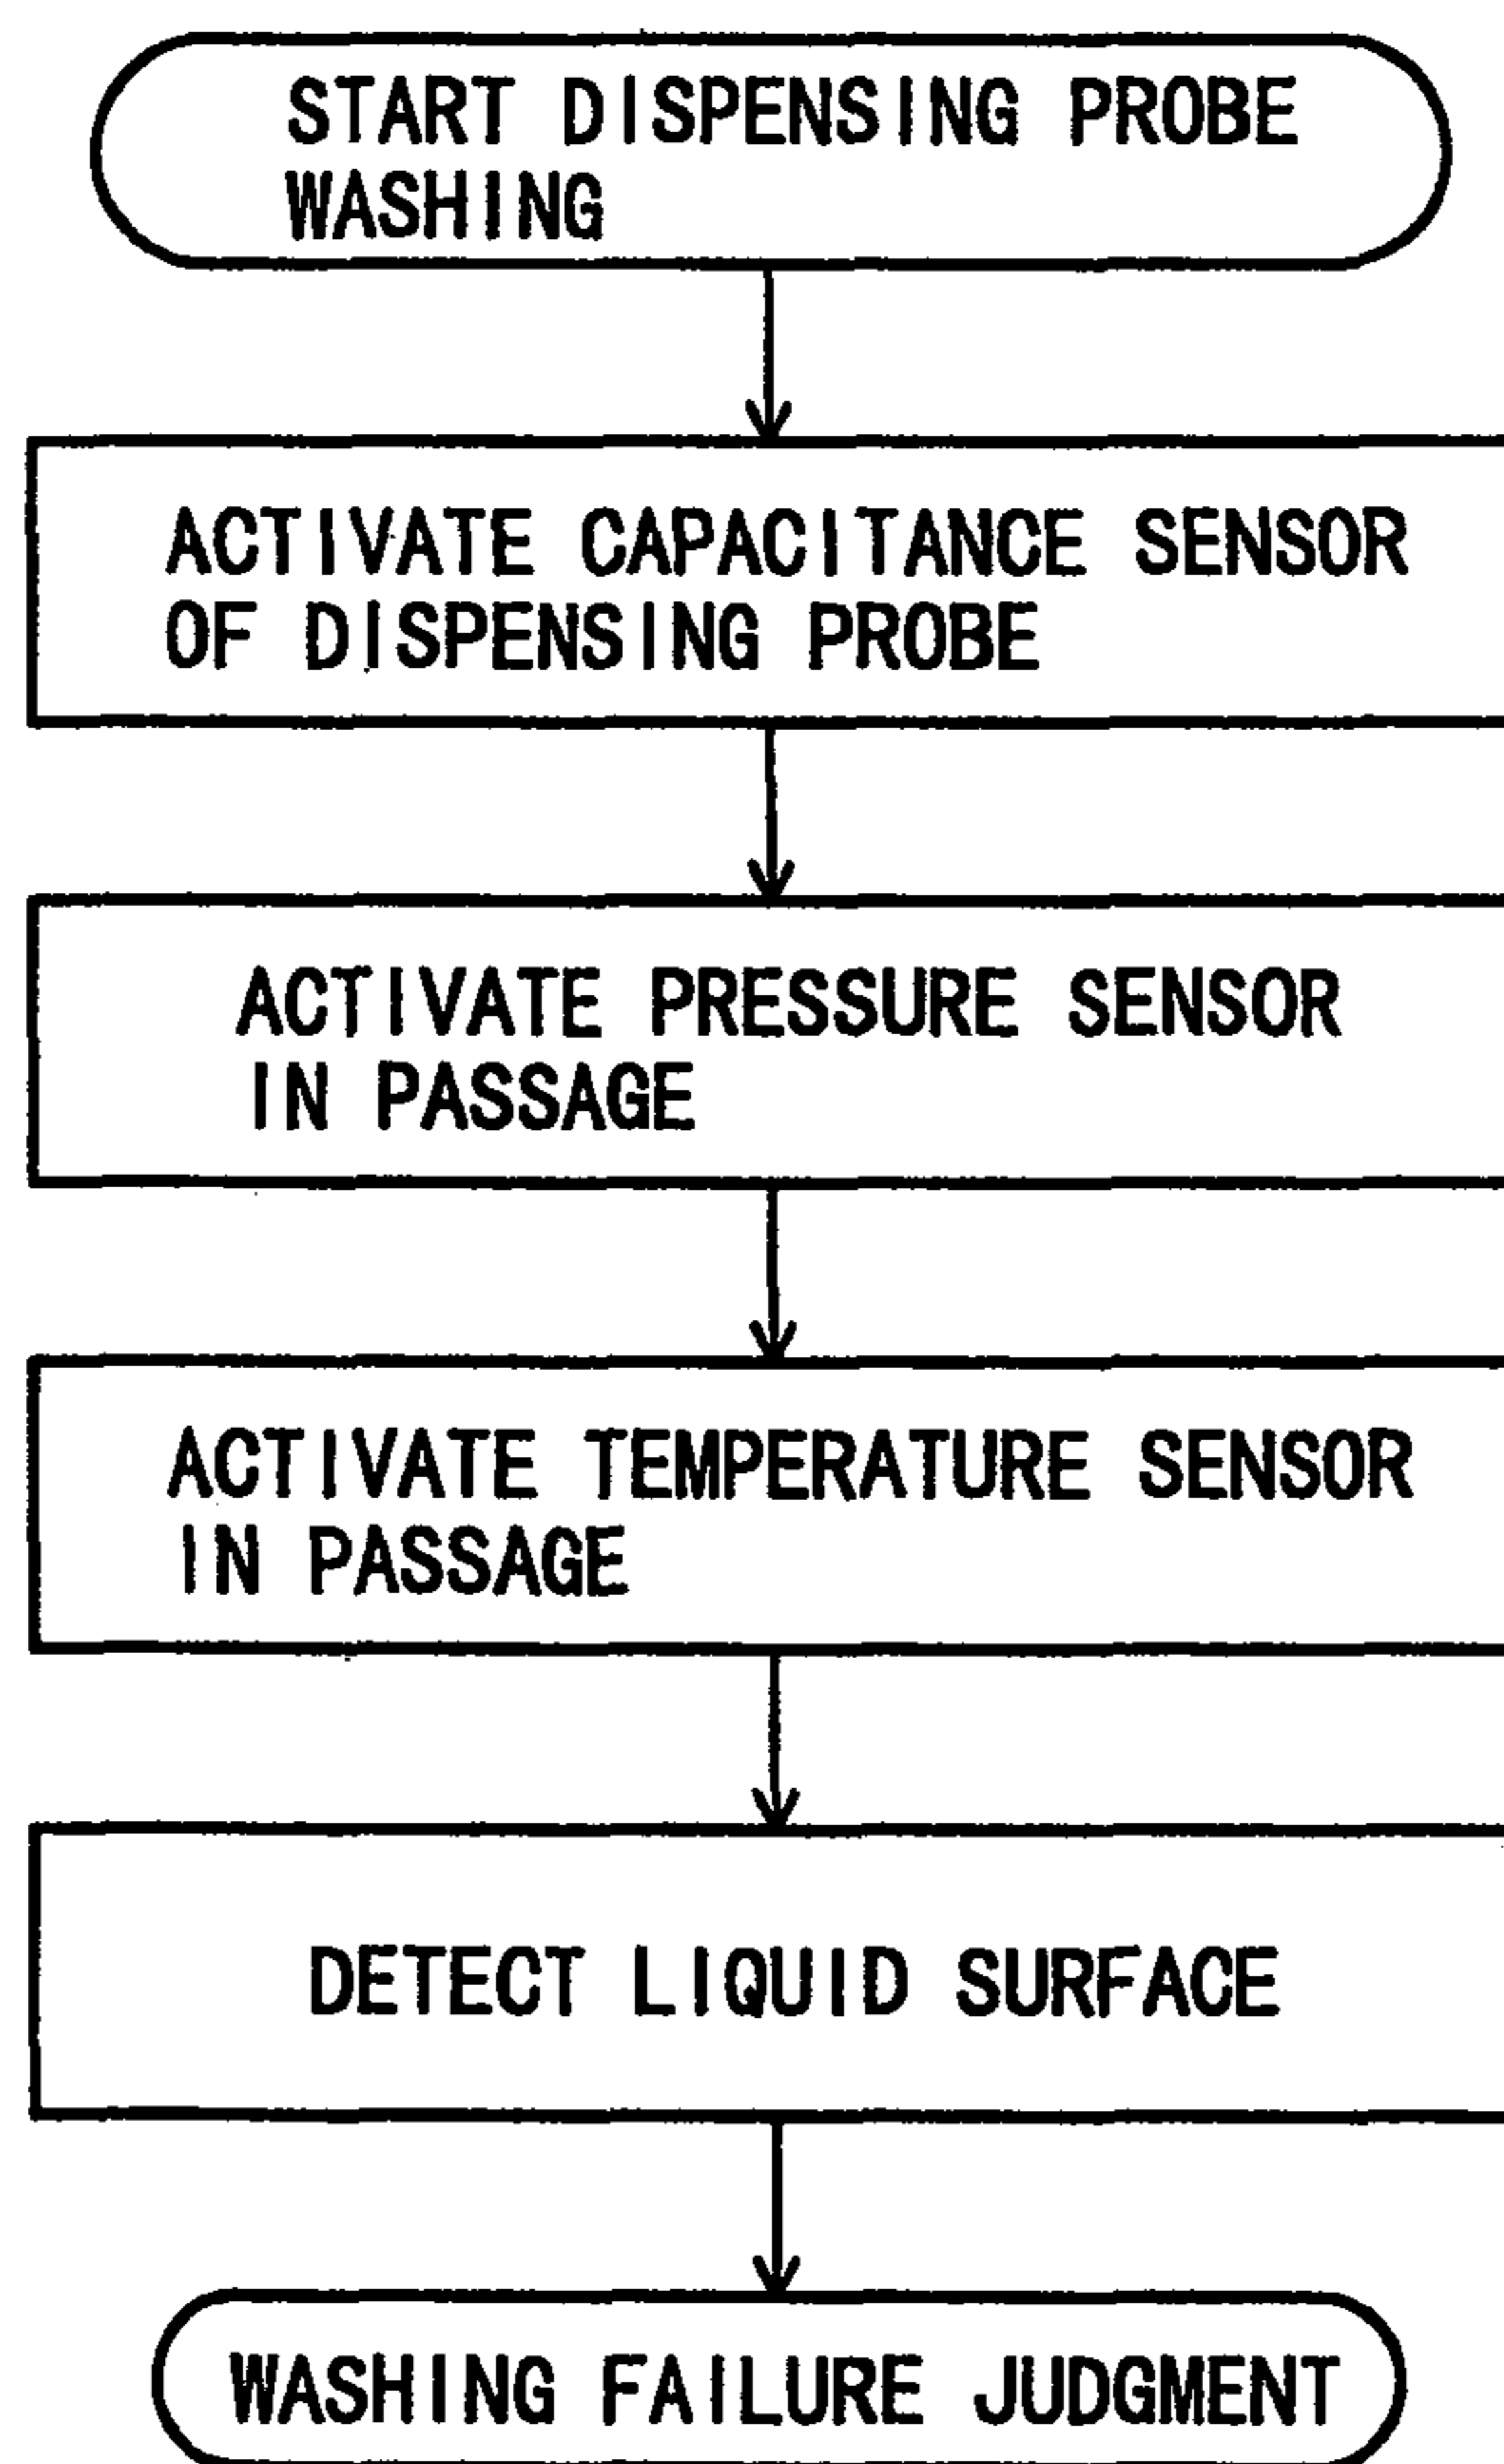 START DISPENSING PROBE
WASHING
ACTIVATE CAPACITANCE SENSOR
OF DISPENSING PROBE
ACTIVATE PRESSURE SENSOR
IN PASSAGE
ACTIVATE TEMPERATURE SENSOR
IN PASSAGE
DETECT LIQUID SURFACE
WASHING FAILURE JUDGMENT